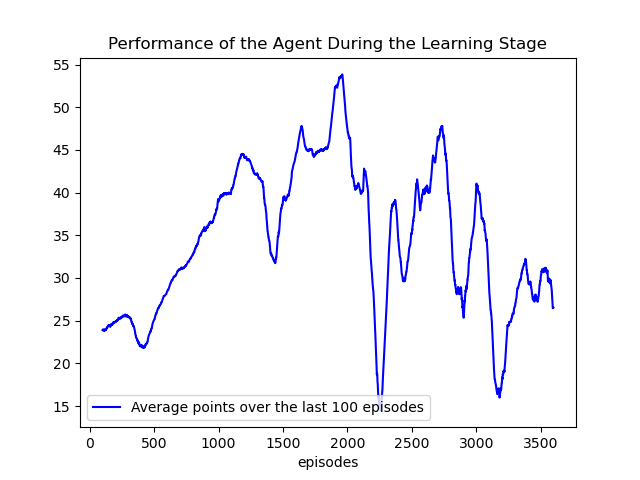 Performance of the Agent During the Learning Stage
55
50
45
40
35
30
25
20
15
Average points over the last 100 episodes
0 500 1000 1500 2000 2500 3000 3500
episodes